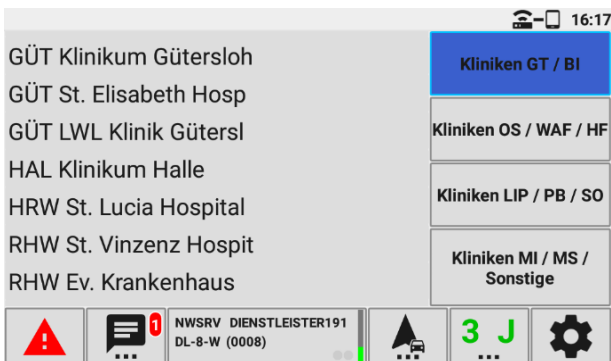 16:17
GÜT Klinikum Gütersloh
GÜT St. Elisabeth Hosp
GÜT LWL Klinik Gütersl
HAL Klinikum Halle
HRW St. Lucia Hospital
RHW St. Vinzenz Hospit
RHW Ev. Krankenhaus
Kliniken GT / BI
Kliniken OS / WAF / HF
Kliniken LIP / PB / SO
Kliniken MI / MS /
Sonstige
1
NWSRV DIENSTLEISTER191
DL-8-W (0008)
3 J